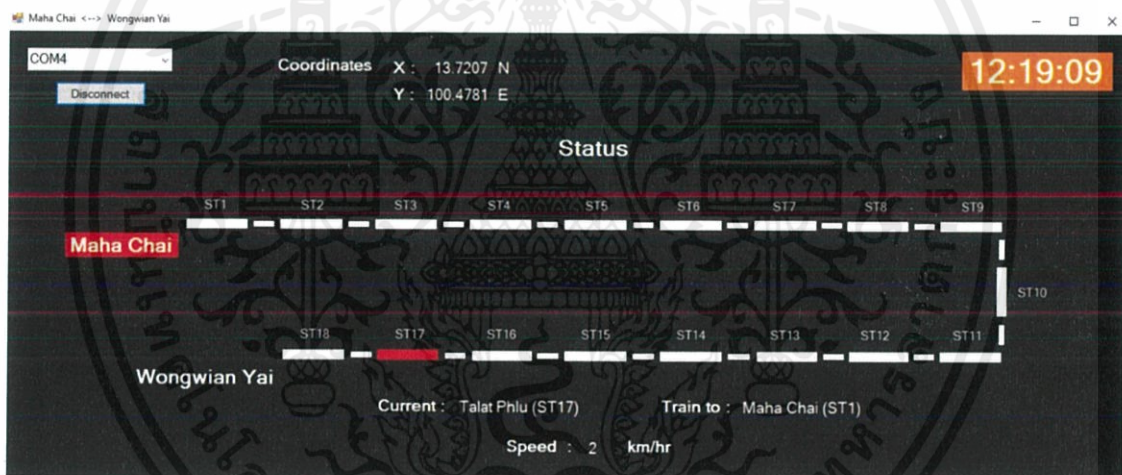 Maha Chai <--> Wongwian Yai
COM4
Disconnect
Coordinates X : 13.7207 N
Y : 100.4781 E
12:19:09
Status
ST1 ST2 ST3 ST4 ST5 ST6 ST7 ST8 ST9
Maha Chai
ST10
ST18 ST17 ST16 ST15 ST14 ST13 ST12 ST11
Wongwian Yai
Current : Talat Phlu (ST17) Train to : Maha Chai (ST1)
Speed : 2 km/hr